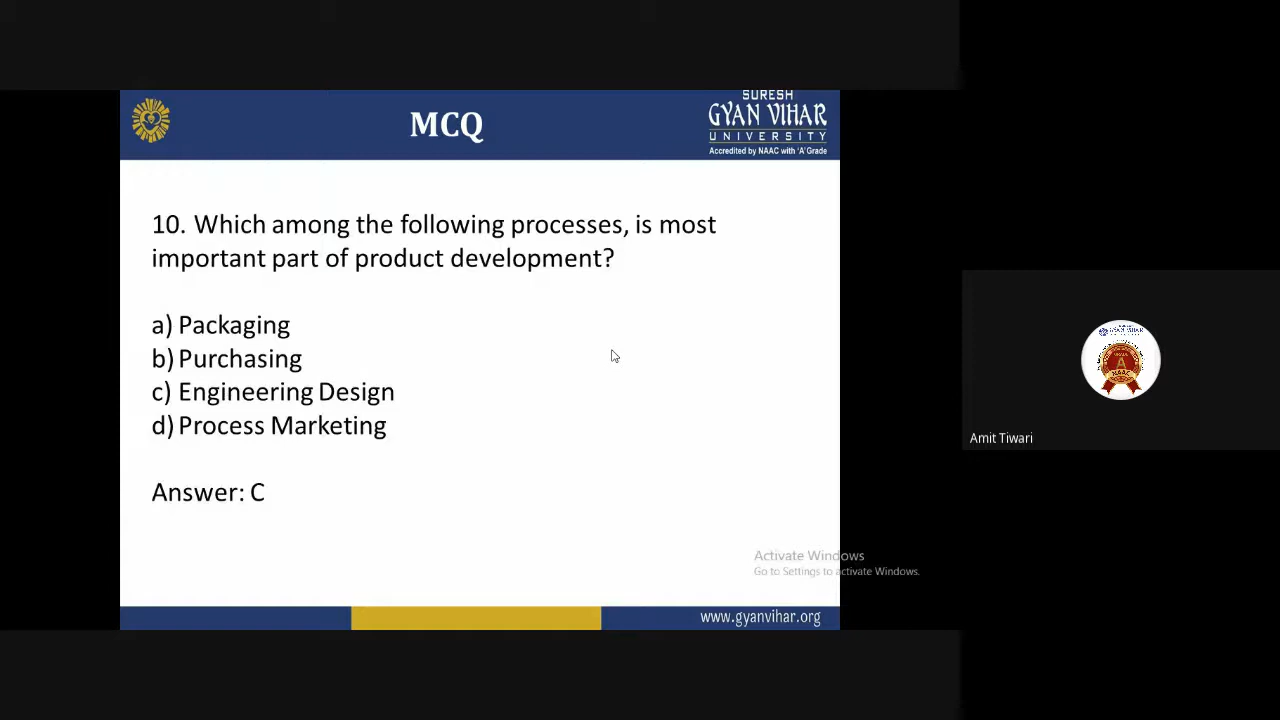 MCQ
SURESH
GYAN VIHAR
UNIVERSITY
Accredited by NAAC with 'A' Grade
10. Which among the following processes, is most
important part of product development?
a) Packaging
b) Purchasing
c) Engineering Design
d) Process Marketing
Answer: C
Activate Windows
Go to Settings to activate Windows.
www.gyanvihar.org
NAAC
Amit Tiwari